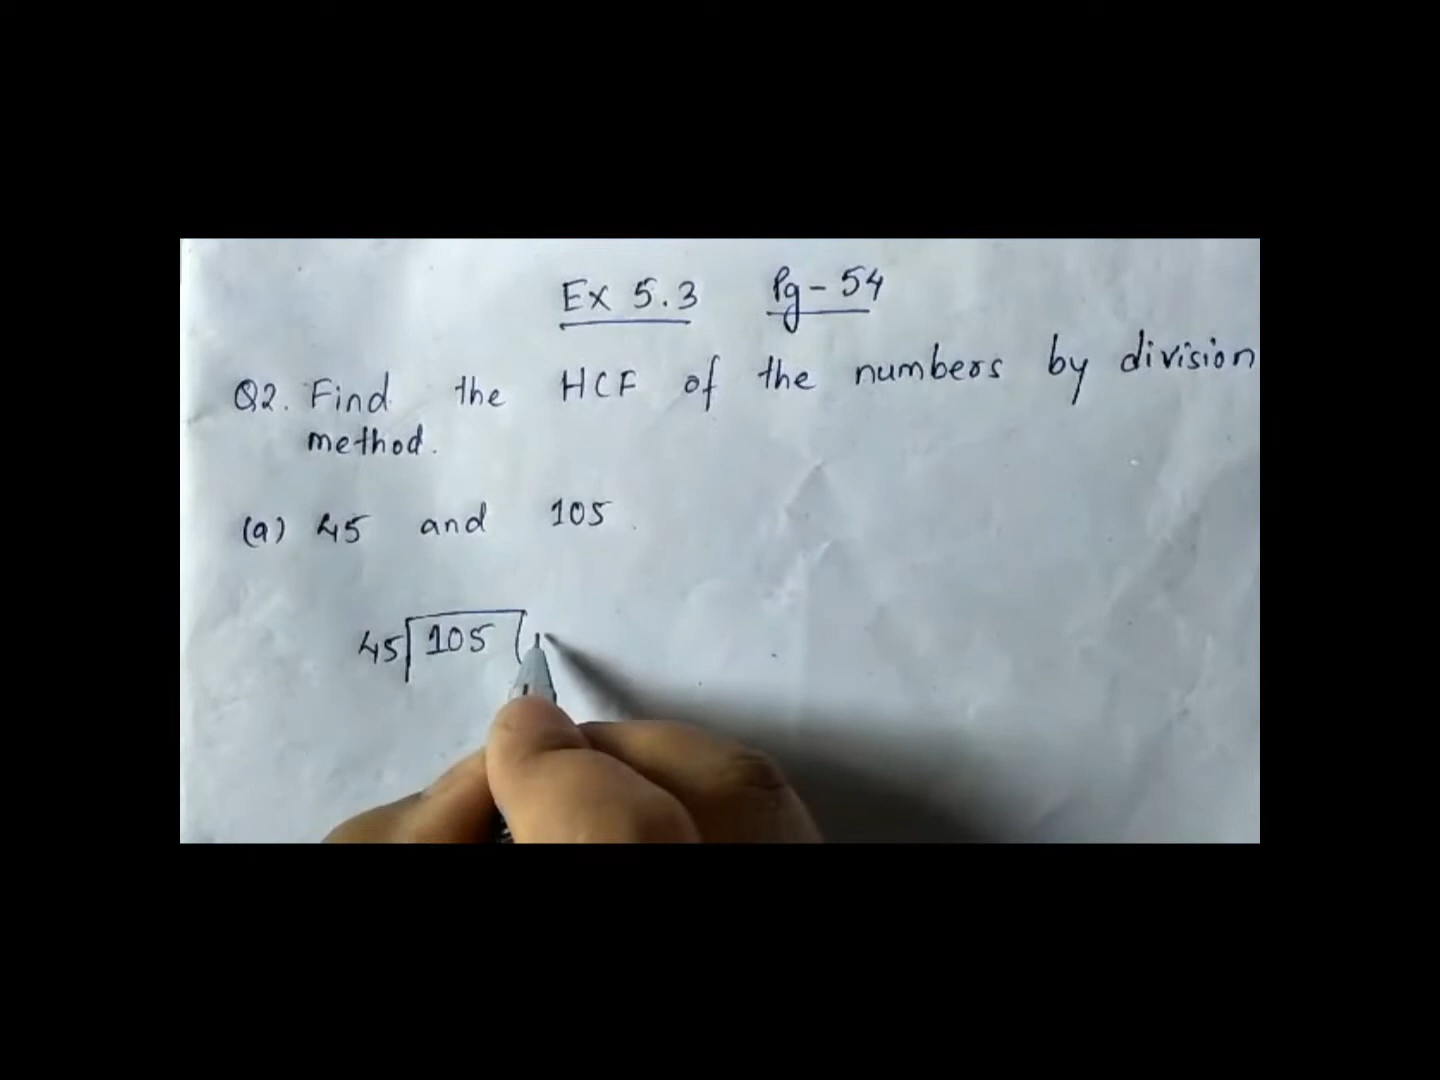 Ex 5.3 Pg - 54
Q2. Find the HCF of the numbers by division
method.
(a) 45 and 105
45 105